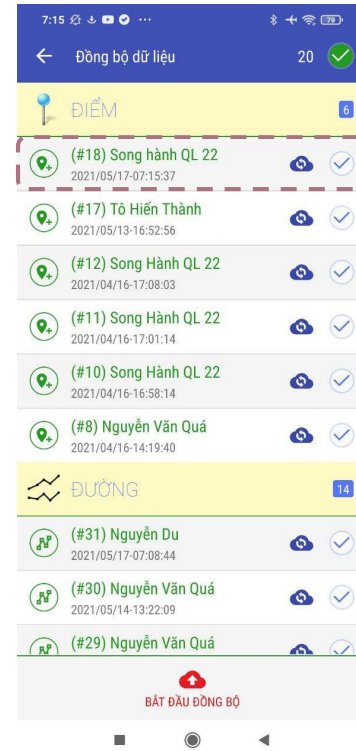 7:15
79
Đồng bộ dữ liệu
20
ĐIỂM
6
(#18) Song hành QL 22
2021/05/17-07:15:37
(#17) Tô Hiến Thành
2021/05/13-16:52:56
(#12) Song Hành QL 22
2021/04/16-17:08:03
(#11) Song Hành QL 22
2021/04/16-17:01:14
(#10) Song Hành QL 22
2021/04/16-16:58:14
(#8) Nguyễn Văn Quá
2021/04/16-14:19:40
ĐƯỜNG
14
(#31) Nguyễn Du
2021/05/17-07:08:44
(#30) Nguyễn Văn Quá
2021/05/14-13:22:09
(#29) Nguyễn Văn Quá
BẮT ĐẦU ĐỒNG BỘ